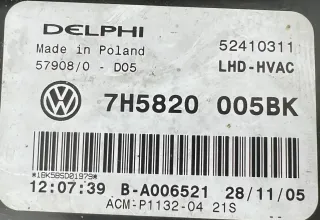 DELPHI
Made in Poland 52410311
57908/0 - D05 LHD-HVAC
7H5820 005BK
*1BK585D01979*
12:07:39 B-A006521 28/11/05
ACM-P1132-04 21S